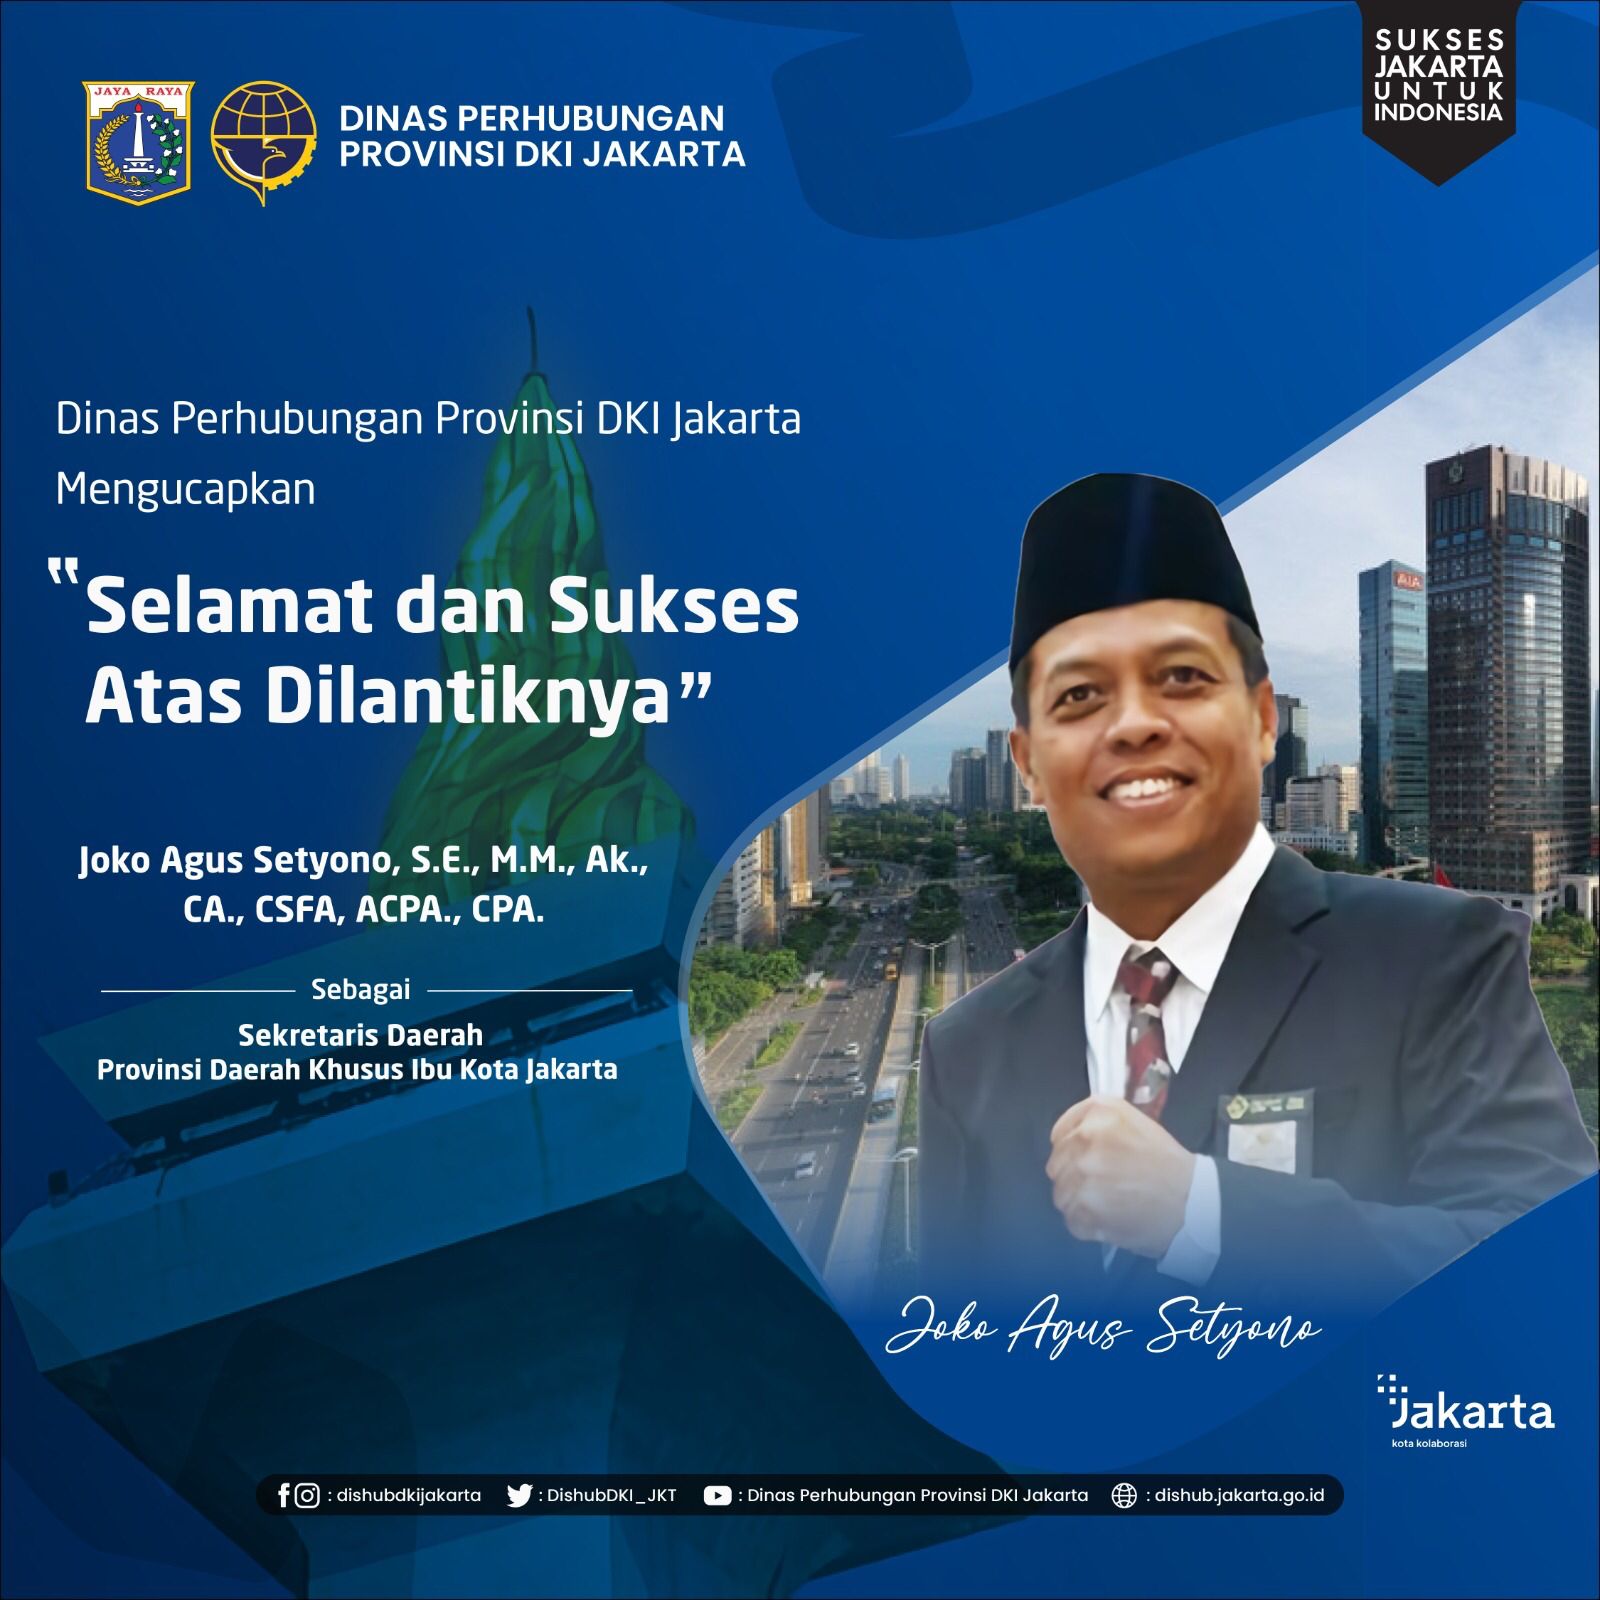 JAYA RAYA
DINAS PERHUBUNGAN
PROVINSI DKI JAKARTA
SUKSES
JAKARTA
UNTUK
INDONESIA
Dinas Perhubungan Provinsi DKI Jakarta
Mengucapkan
"Selamat dan Sukses
Atas Dilantiknya"
AIA
Joko Agus Setyono, S.E., M.M., Ak.,
CA., CSFA, ACPA., CPA.
Sebagai
Sekretaris Daerah
Provinsi Daerah Khusus Ibu Kota Jakarta
Joko Agus Setyono
Jakarta
kota kolaborasi
: dishubdkijakarta : DishubDKI_JKT : Dinas Perhubungan Provinsi DKI Jakarta : dishub.jakarta.go.id